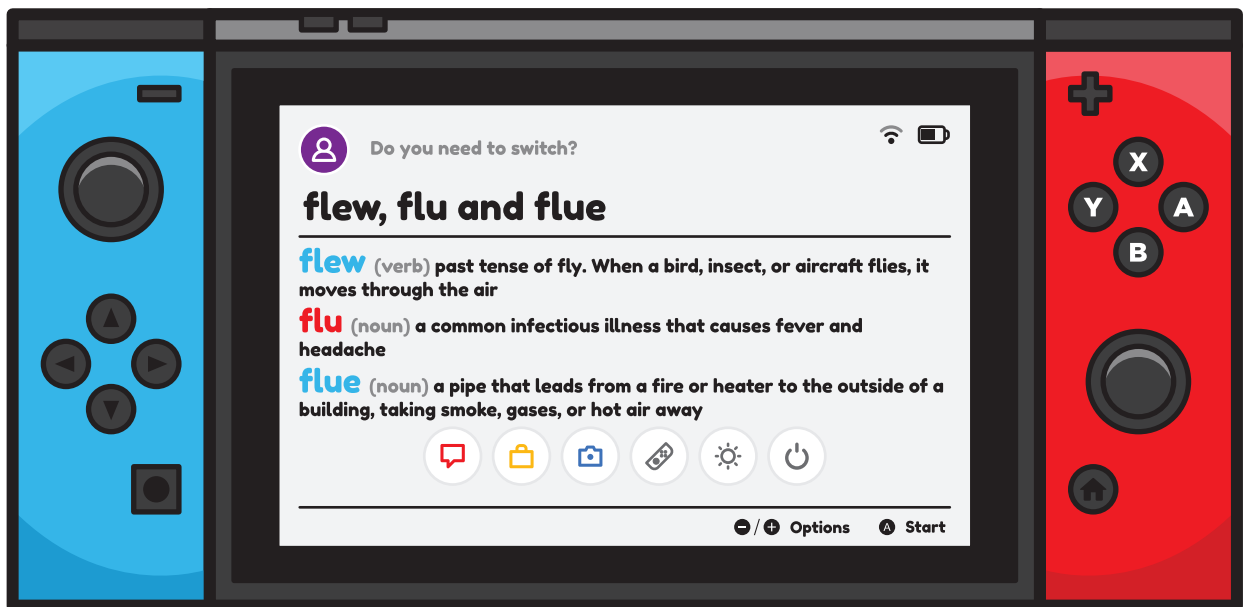 Do you need to switch?
flew, flu and flue
flew (verb) past tense of fly. When a bird, insect, or aircraft flies, it
moves through the air
flu (noun) a common infectious illness that causes fever and
headache
flue (noun) a pipe that leads from a fire or heater to the outside of a
building, taking smoke, gases, or hot air away
-/+ Options A Start
X
Y A
B